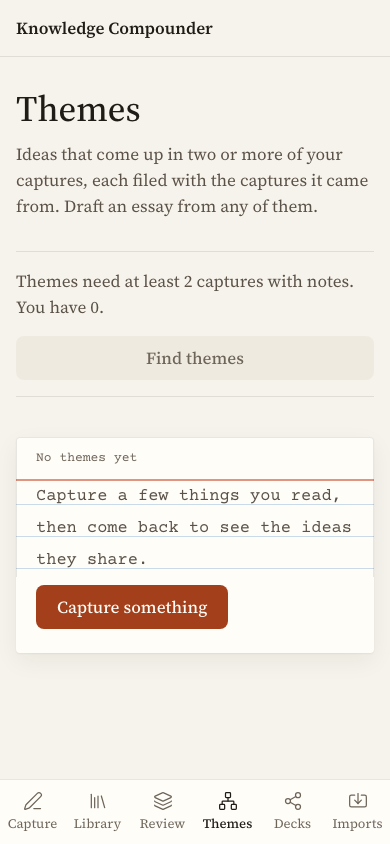 Knowledge Compounder
Themes
Ideas that come up in two or more of your
captures, each filed with the captures it came
from. Draft an essay from any of them.
Themes need at least 2 captures with notes.
You have 0.
Find themes
No themes yet
Capture a few things you read,
then come back to see the ideas
they share.
Capture something
Capture Library Review Themes Decks Imports